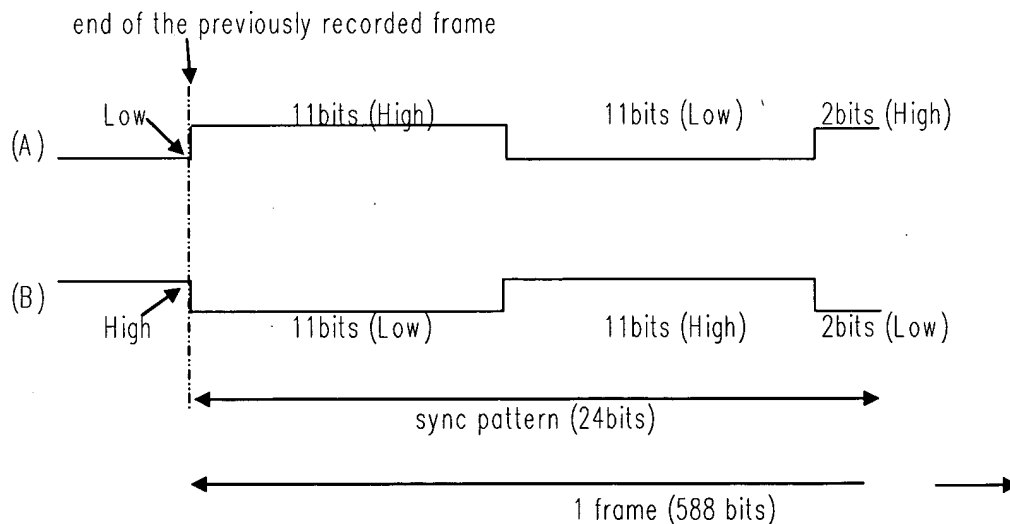 end of the previously recorded frame
Low 11bits (High) 11bits (Low) 2bits (High)
(A)
(B)
High 11bits (Low) 11bits (High) 2bits (Low)
sync pattern (24bits)
1 frame (588 bits)